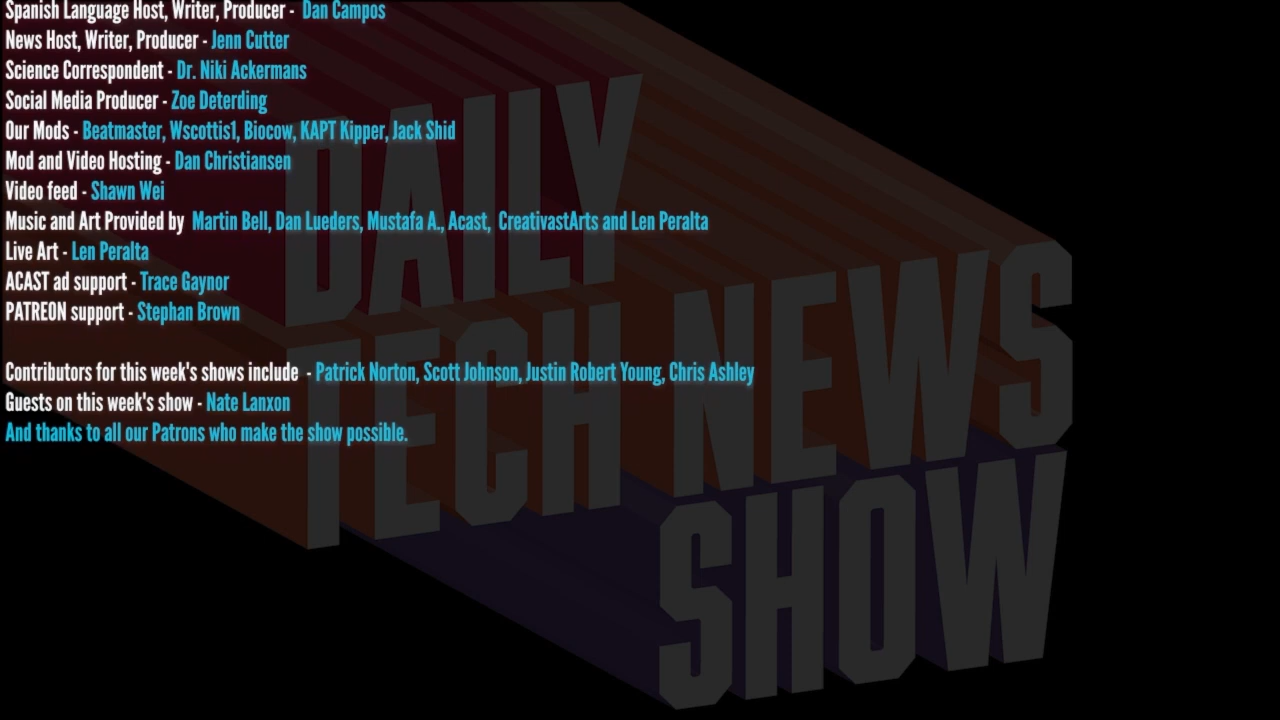 Spanish Language Host, Writer, Producer - Dan Campos
News Host, Writer, Producer - Jenn Cutter
Science Correspondent - Dr. Niki Ackermans
Social Media Producer - Zoe Deterding
Our Mods - Beatmaster, Wscottis1, Biocow, KAPT Kipper, Jack Shid
Mod and Video Hosting - Dan Christiansen
Video feed - Shawn Wei
Music and Art Provided by Martin Bell, Dan Lueders, Mustafa A., Acast, CreativastArts and Len Peralta
Live Art - Len Peralta
ACAST ad support - Trace Gaynor
PATREON support - Stephan Brown
Contributors for this week's shows include - Patrick Norton, Scott Johnson, Justin Robert Young, Chris Ashley
Guests on this week's show - Nate Lanxon
And thanks to all our Patrons who make the show possible.
DAILY
TECH NEWS
SHOW